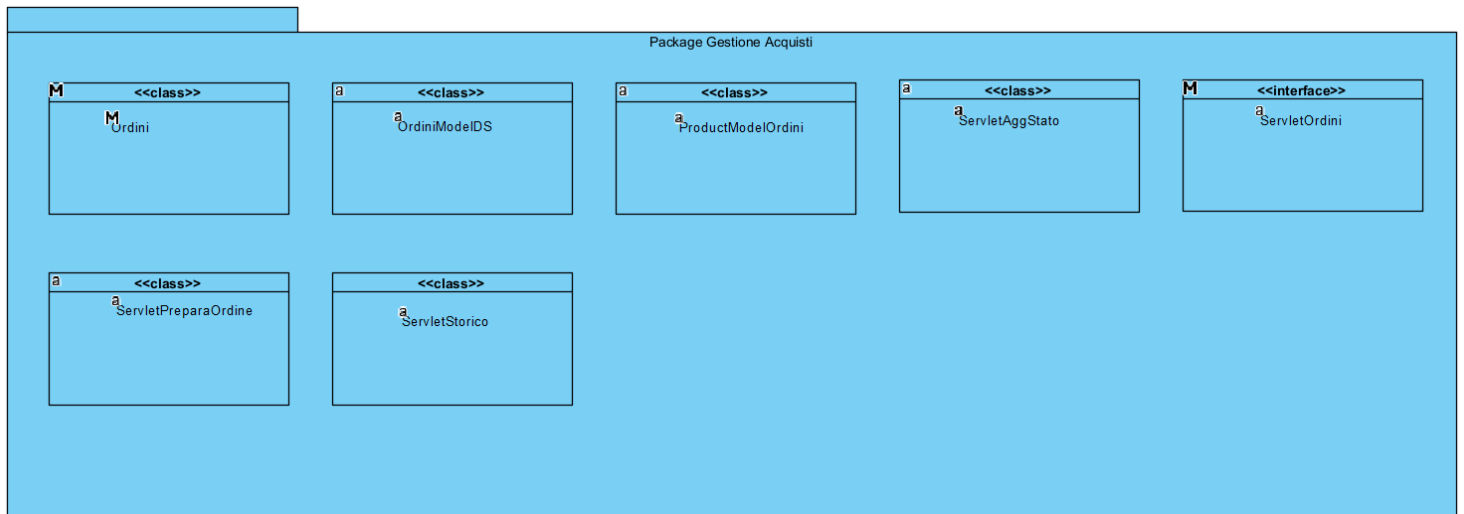 Package Gestione Acquisti
M <<class>>
M Ordini
a <<class>>
a OrdiniModelDS
a <<class>>
a ProductModelOrdini
a <<class>>
a ServletAggStato
M <<interface>>
a ServletOrdini
a <<class>>
a ServletPreparaOrdine
<<class>>
a ServletStorico